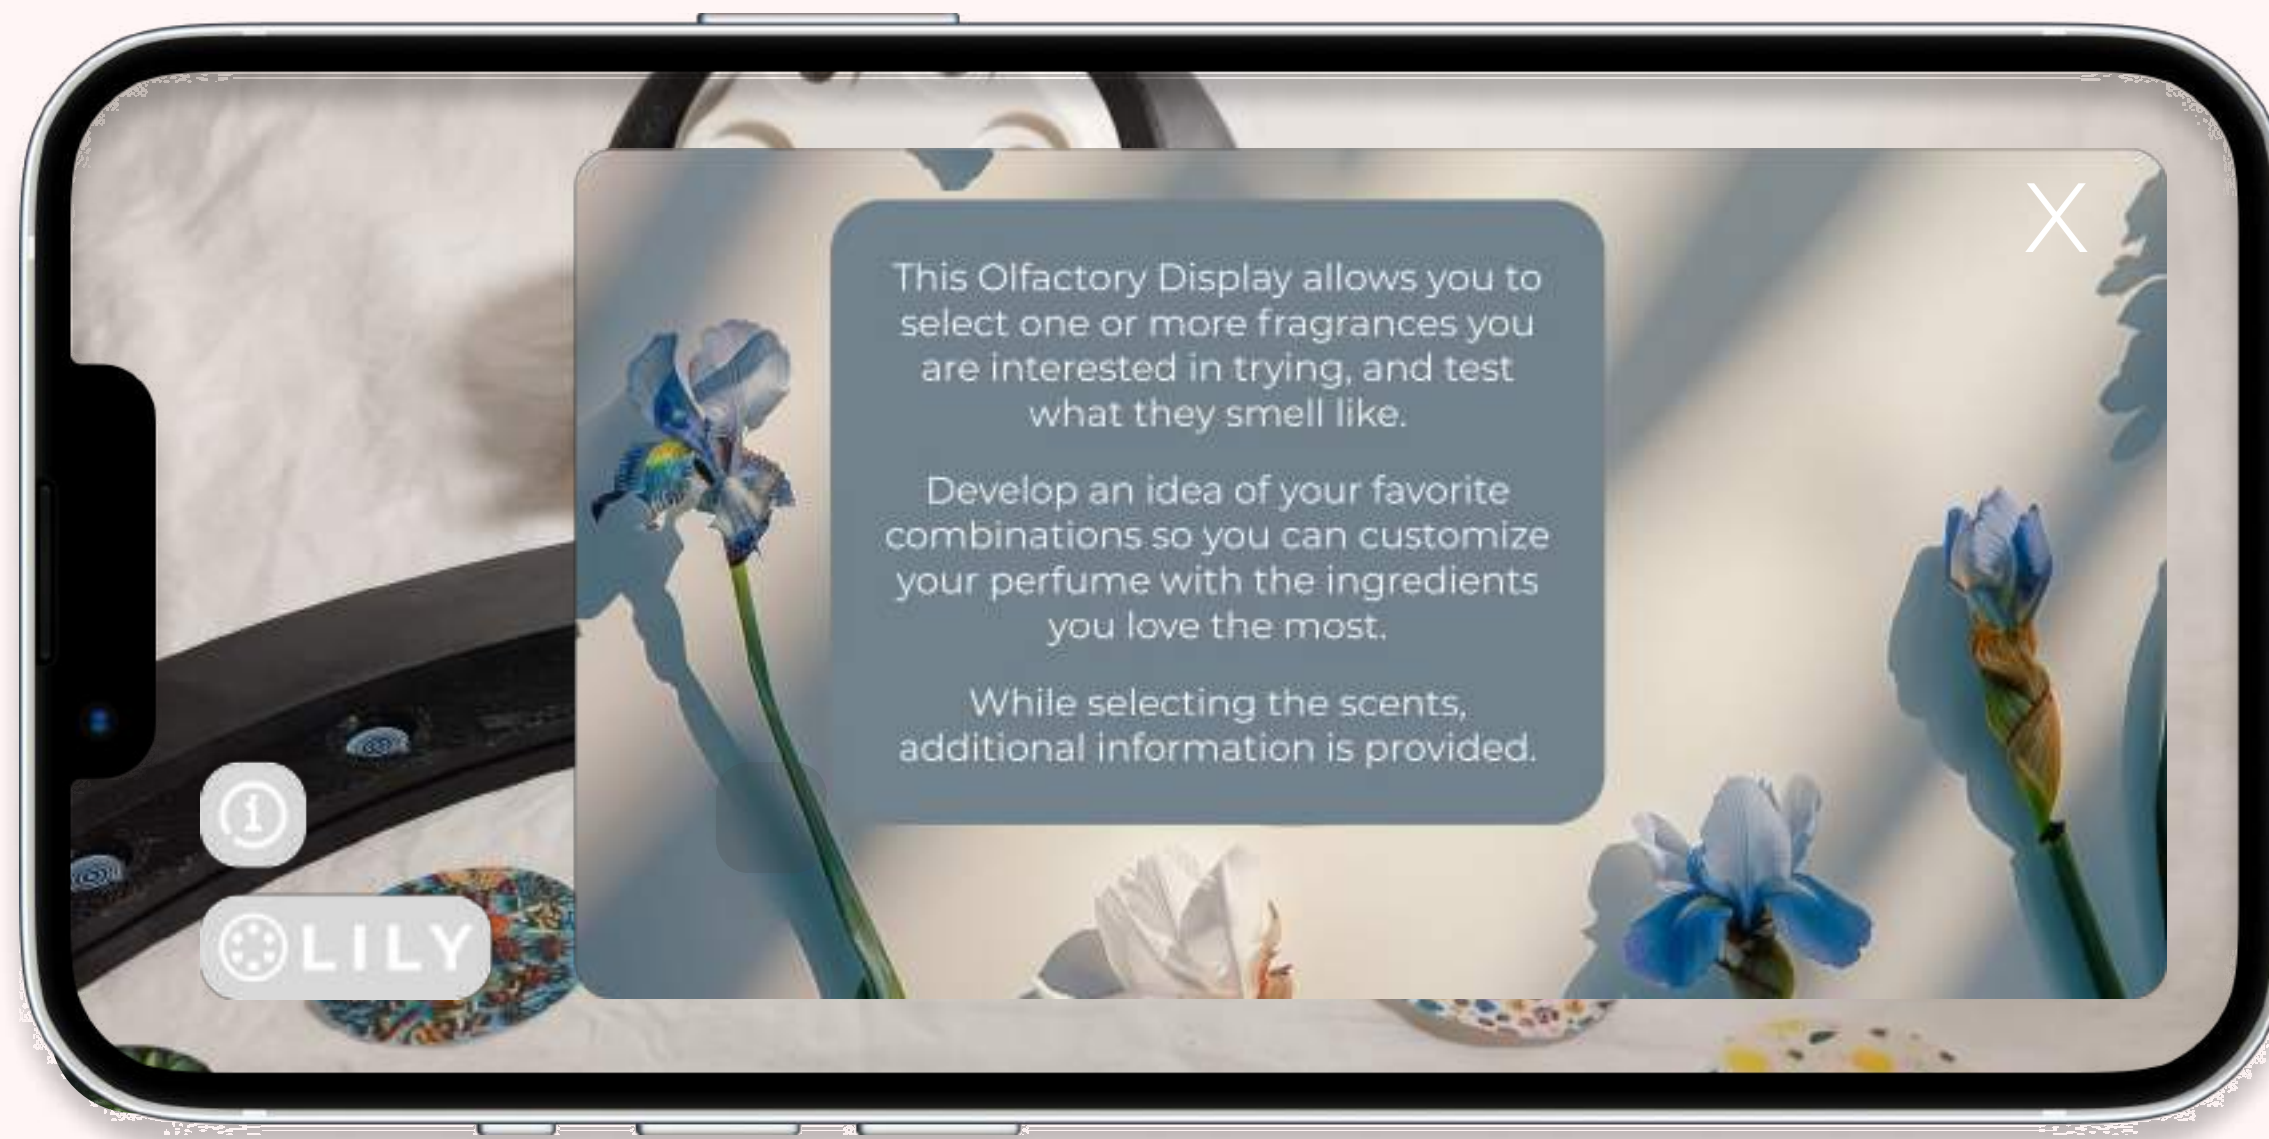 X
This Olfactory Display allows you to
select one or more fragrances you
are interested in trying, and test
what they smell like.
Develop an idea of your favorite
combinations so you can customize
your perfume with the ingredients
you love the most.
While selecting the scents,
additional information is provided.
i
LILY